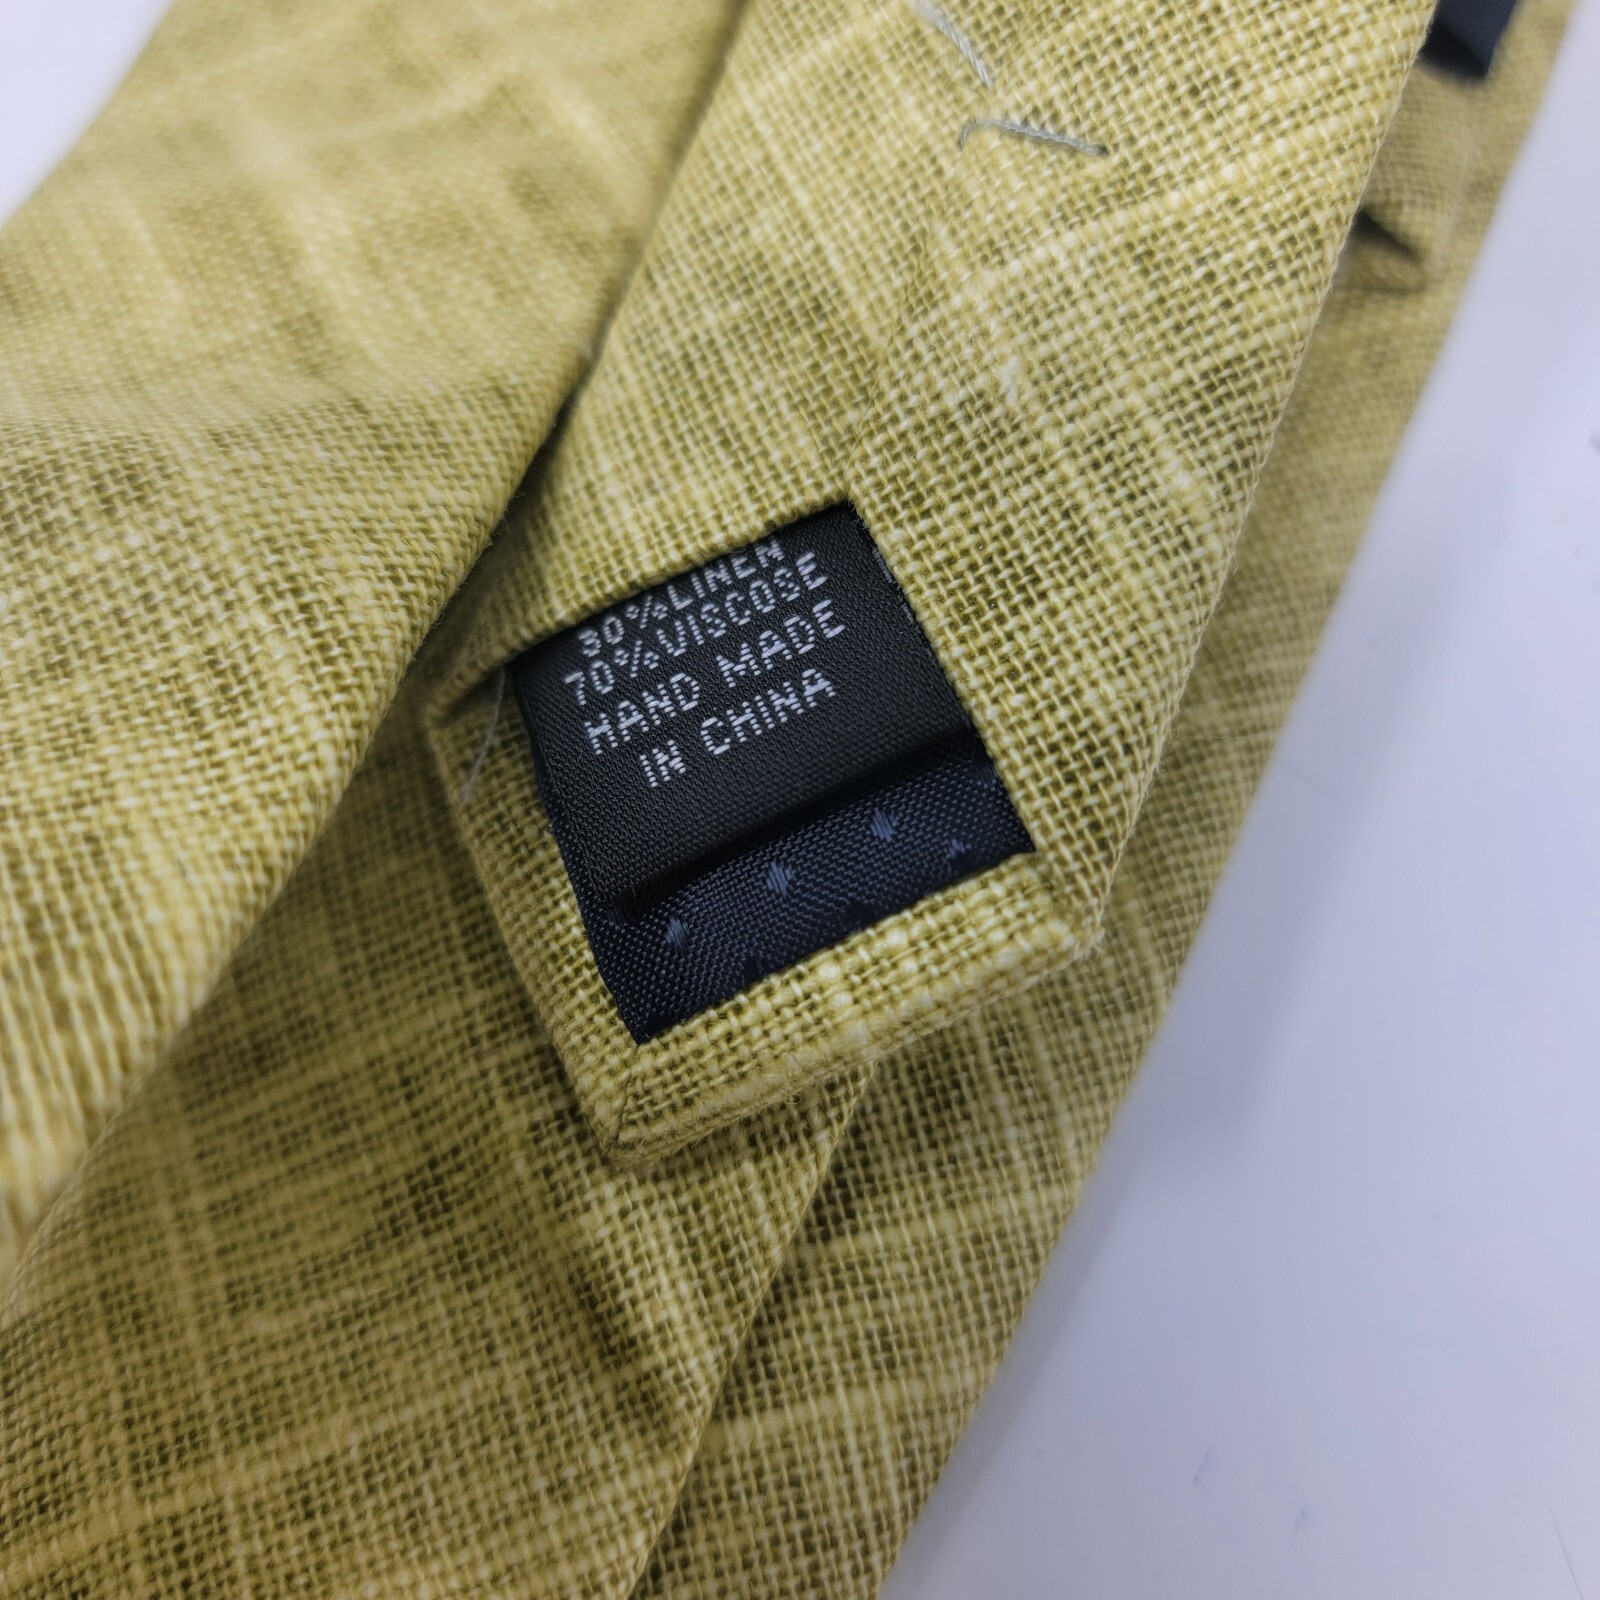 30%LINEN
70%VISCOSE
HAND MADE
IN CHINA